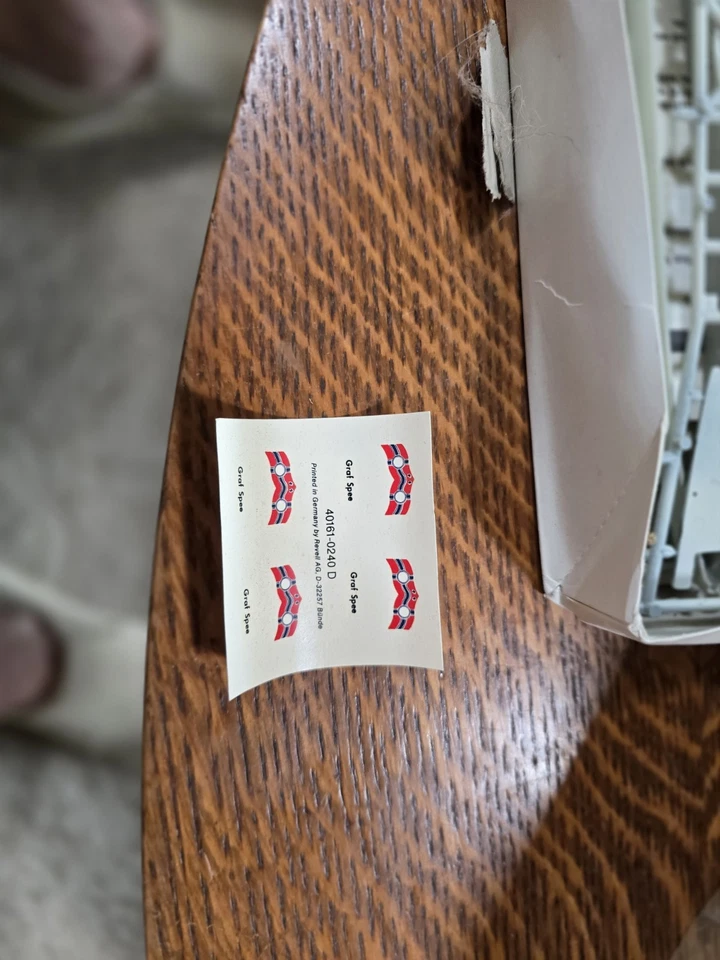 Graf Spee
Graf Spee
40161-0240 D
Printed in Germany by Revell AG, D-32257 Bünde
Graf Spee
Graf Spee